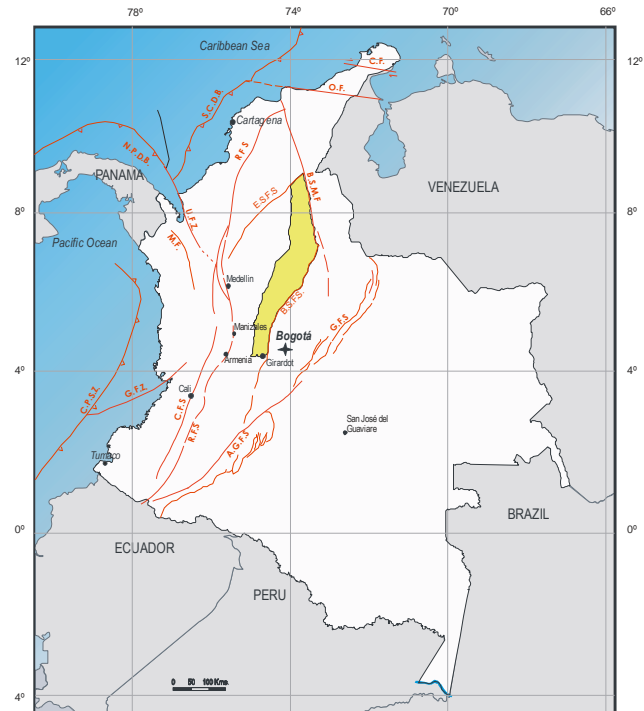 78º 74º 70º 66º
Caribbean Sea
12º
12º
C.F.
O.F.
S.C.D.B.
Cartagena
N.P.D.B.
R.F.S
PANAMA
B.S.M.F
VENEZUELA
E.S.F.S
8º
8º
U.F.Z.
M.F.
Pacific Ocean
Medellín
B.S.FS.
Manizales
Bogotá
G.F.S
Armenia
Girardot
4º
4º
C.P.S.Z.
G.F.Z.
Cali
C.F.S
R.F.S
San José del
Guaviare
A.G.F.S
Tumaco
BRAZIL
0º
0º
ECUADOR
PERU
0 50 100 Kms.
4º
4º